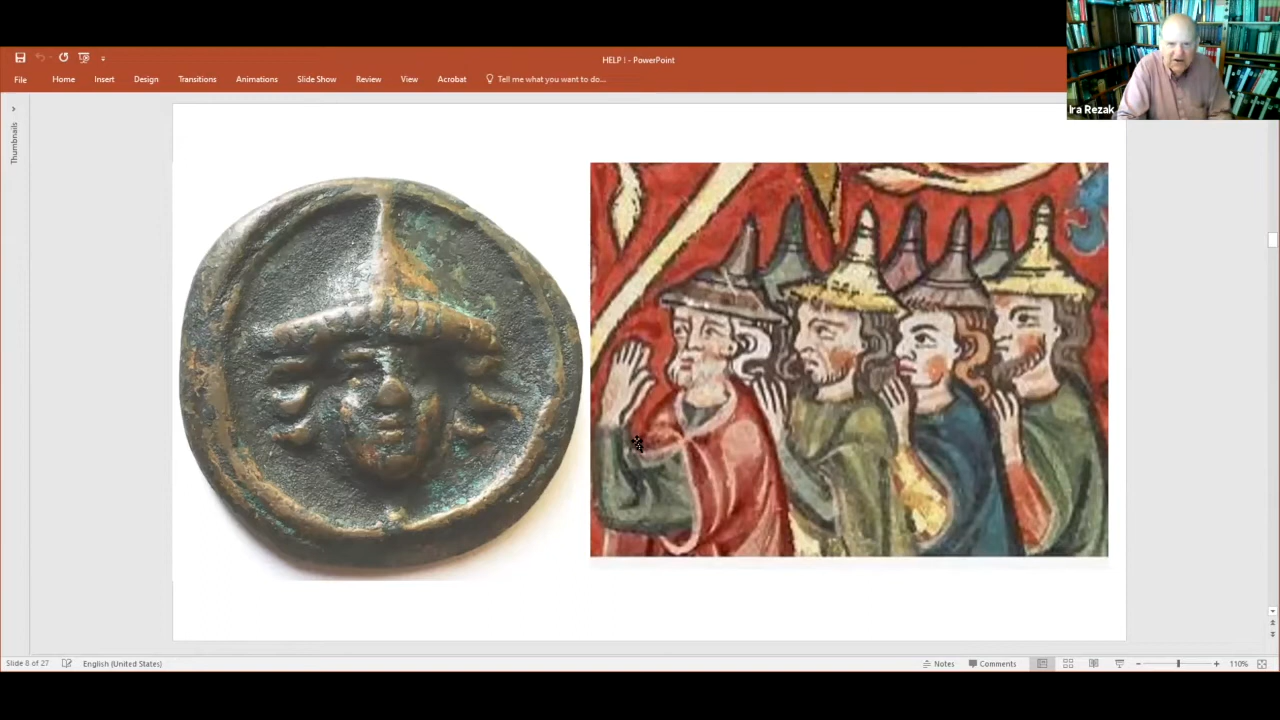 HELP ! - PowerPoint
File Home Insert Design Transitions Animations Slide Show Review View Acrobat Tell me what you want to do...
Ira Rezak
Thumbnails
Slide 8 of 27 English (United States) Notes Comments 110%